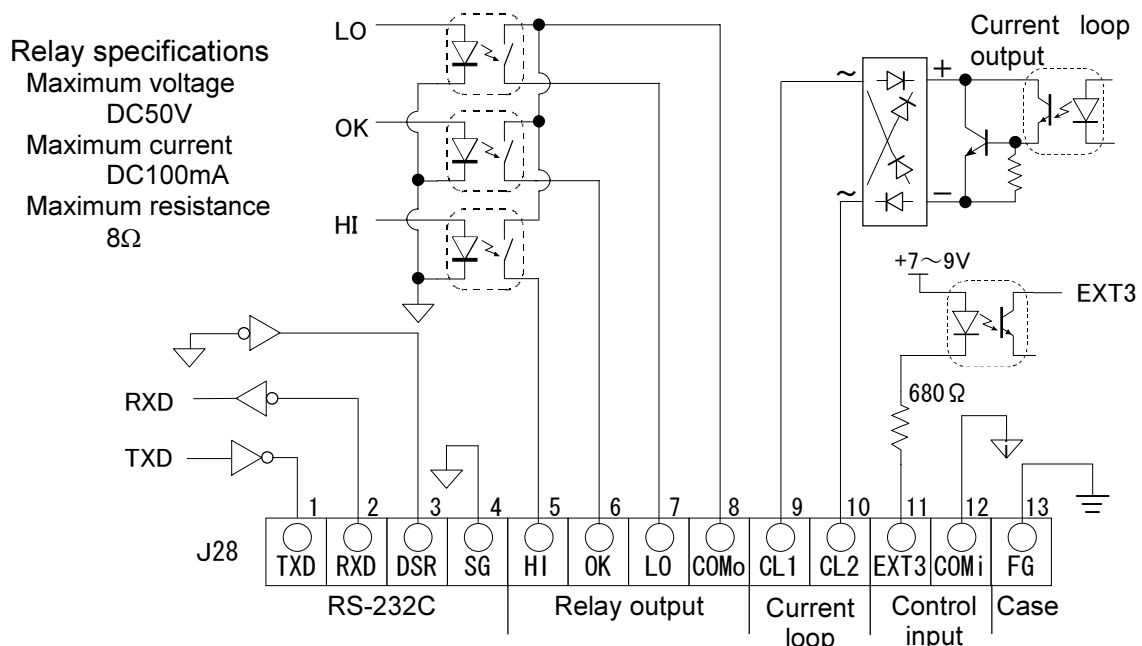 Relay specifications
Maximum voltage
DC50V
Maximum current
DC100mA
Maximum resistance
8Ω
LO
OK
HI
Current loop
output
~
+
~
−
+7～9V
EXT3
680Ω
RXD
TXD
i
1 2 3 4 5 6 7 8 9 10 11 12 13
J28
TXD RXD DSR SG HI OK LO COMo CL1 CL2 EXT3 COMi FG
RS-232C Relay output Current Control Case
loop input